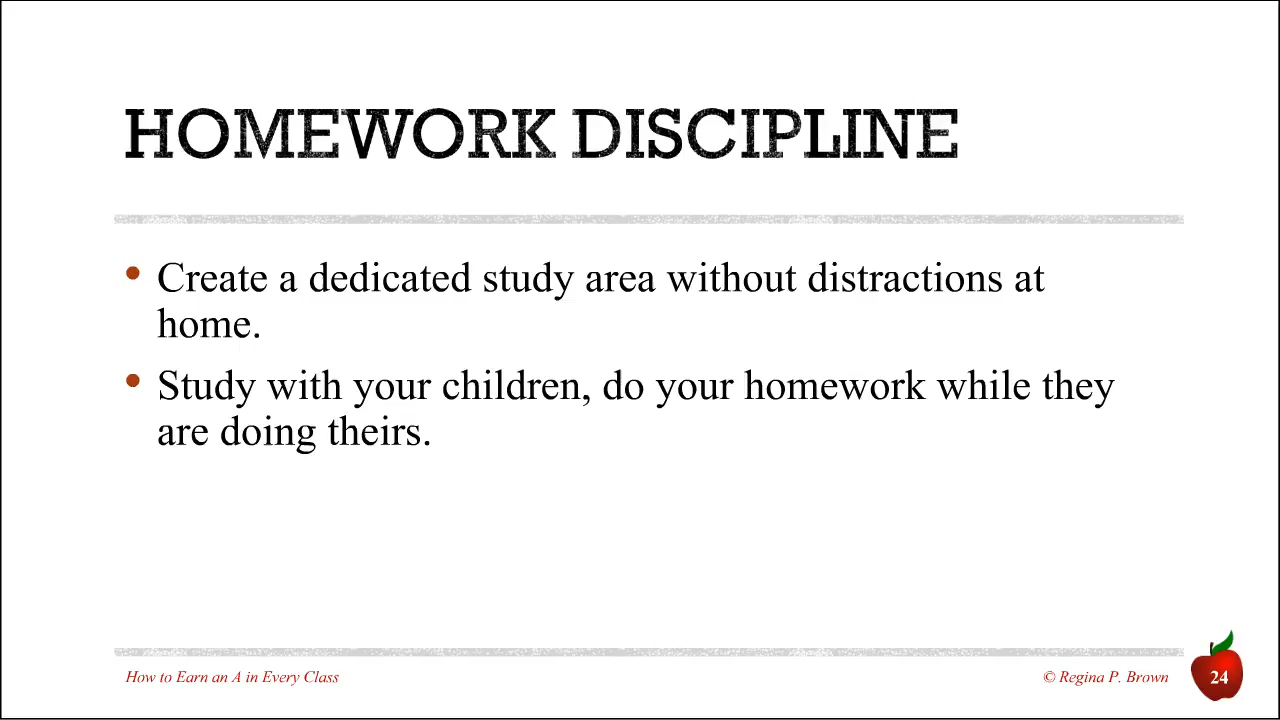 HOMEWORK DISCIPLINE
• Create a dedicated study area without distractions at
home.
• Study with your children, do your homework while they
are doing theirs.
How to Earn an A in Every Class
© Regina P. Brown
24